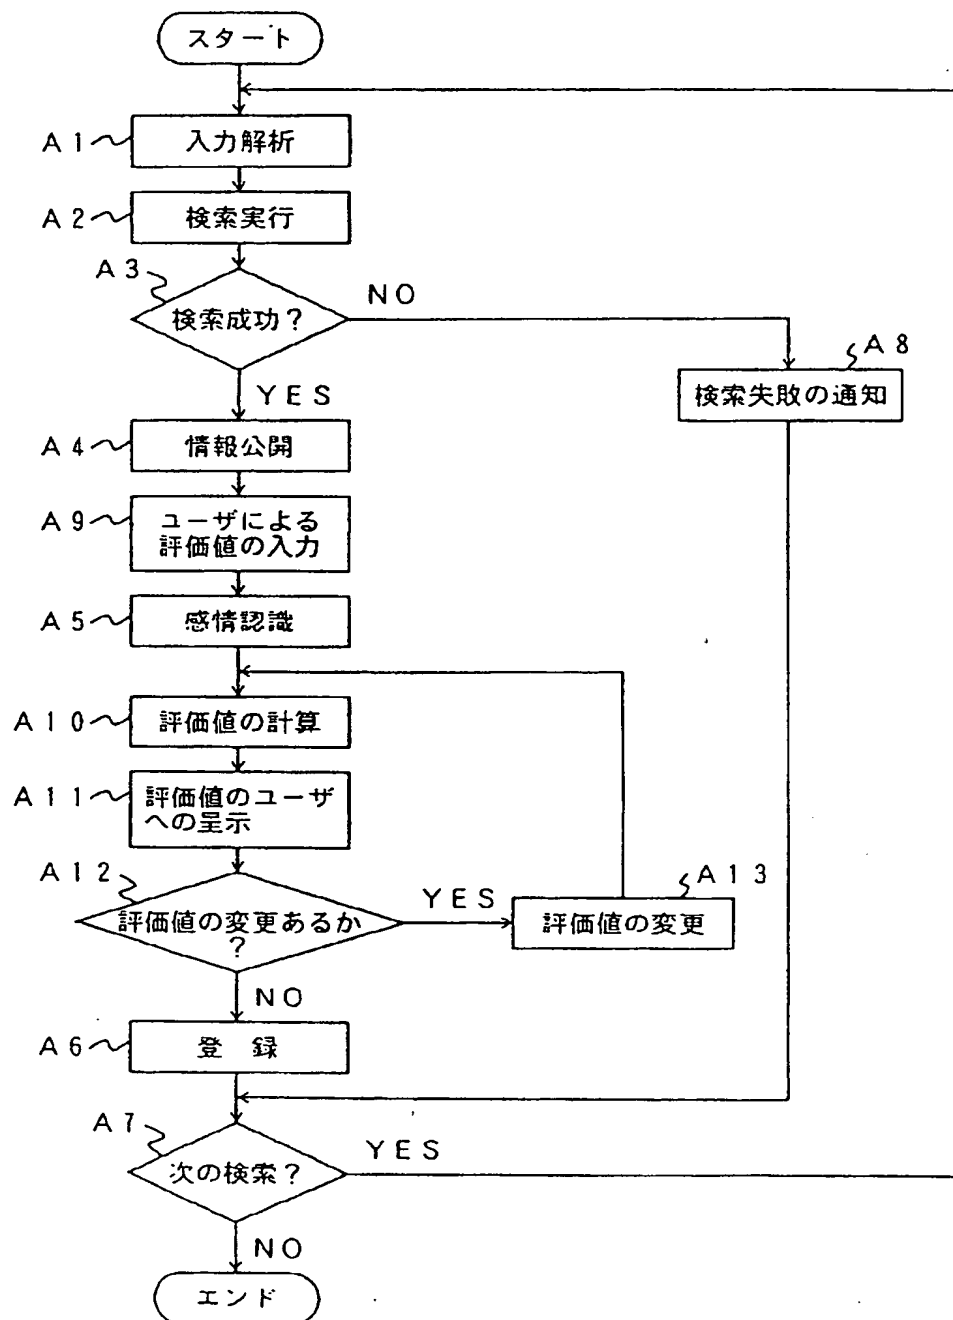 スタート
A1
入力解析
A2
検索実行
A3
検索成功?
NO
YES
A8
検索失敗の通知
A4
情報公開
A9
ユーザによる
評価値の入力
A5
感情認識
A10
評価値の計算
A11
評価値のユーザ
への呈示
A12
評価値の変更あるか
?
YES
A13
評価値の変更
NO
A6
登 録
A7
次の検索?
YES
NO
エンド